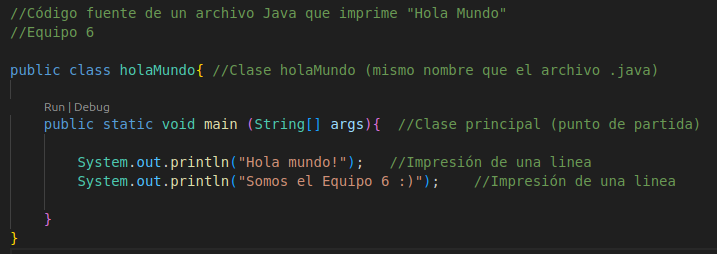 //Código fuente de un archivo Java que imprime "Hola Mundo"
//Equipo 6
public class holaMundo{ //Clase holaMundo (mismo nombre que el archivo .java)
Run | Debug
public static void main (String[] args){  //Clase principal (punto de partida)
System.out.println("Hola mundo!");   //Impresión de una linea
System.out.println("Somos el Equipo 6 :)");    //Impresión de una linea
}
}